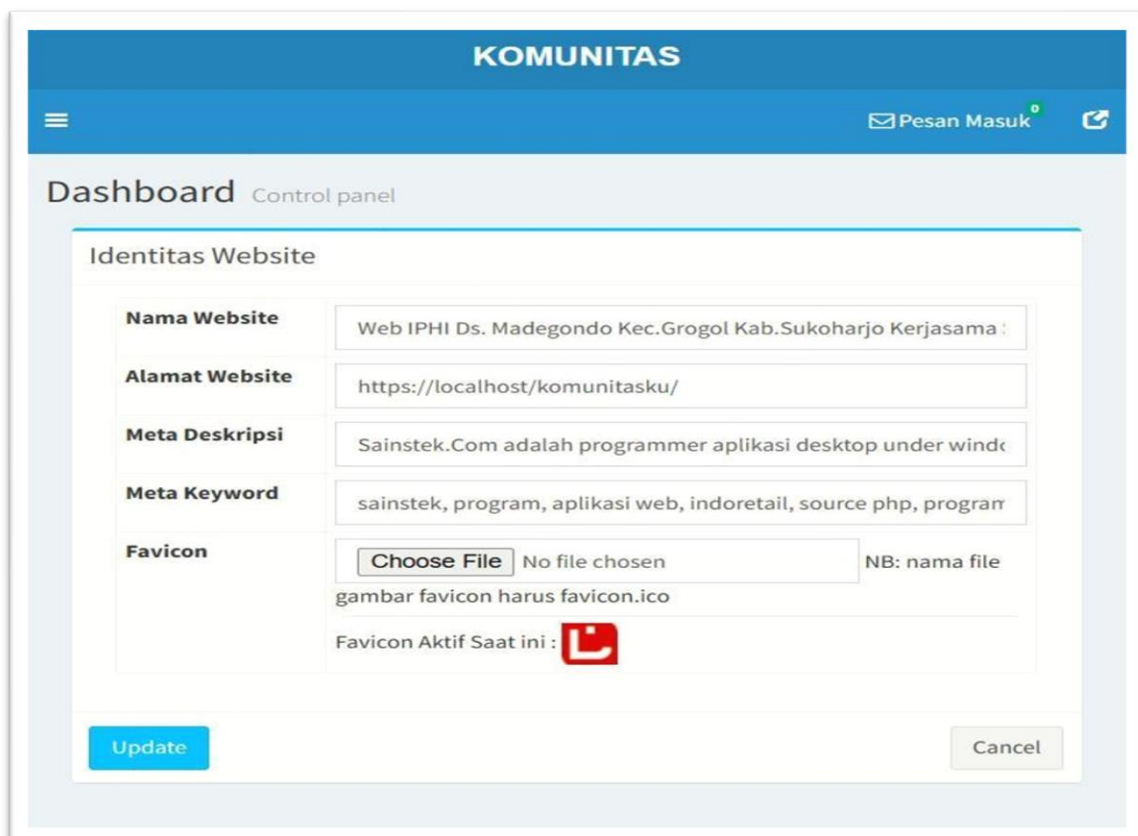 KOMUNITAS
Pesan Masuk 0
Dashboard Control panel
Identitas Website
Nama Website Web IPHI Ds. Madegondo Kec.Grogol Kab.Sukoharjo Kerjasama
Alamat Website https://localhost/komunitasku/
Meta Deskripsi Sainstek.Com adalah programmer aplikasi desktop under
Meta Keyword sainstek, program, aplikasi web, indoretail, source php,
Favicon Choose File No file chosen NB: nama file
gambar favicon harus favicon.ico
Favicon Aktif Saat ini :
Update Cancel